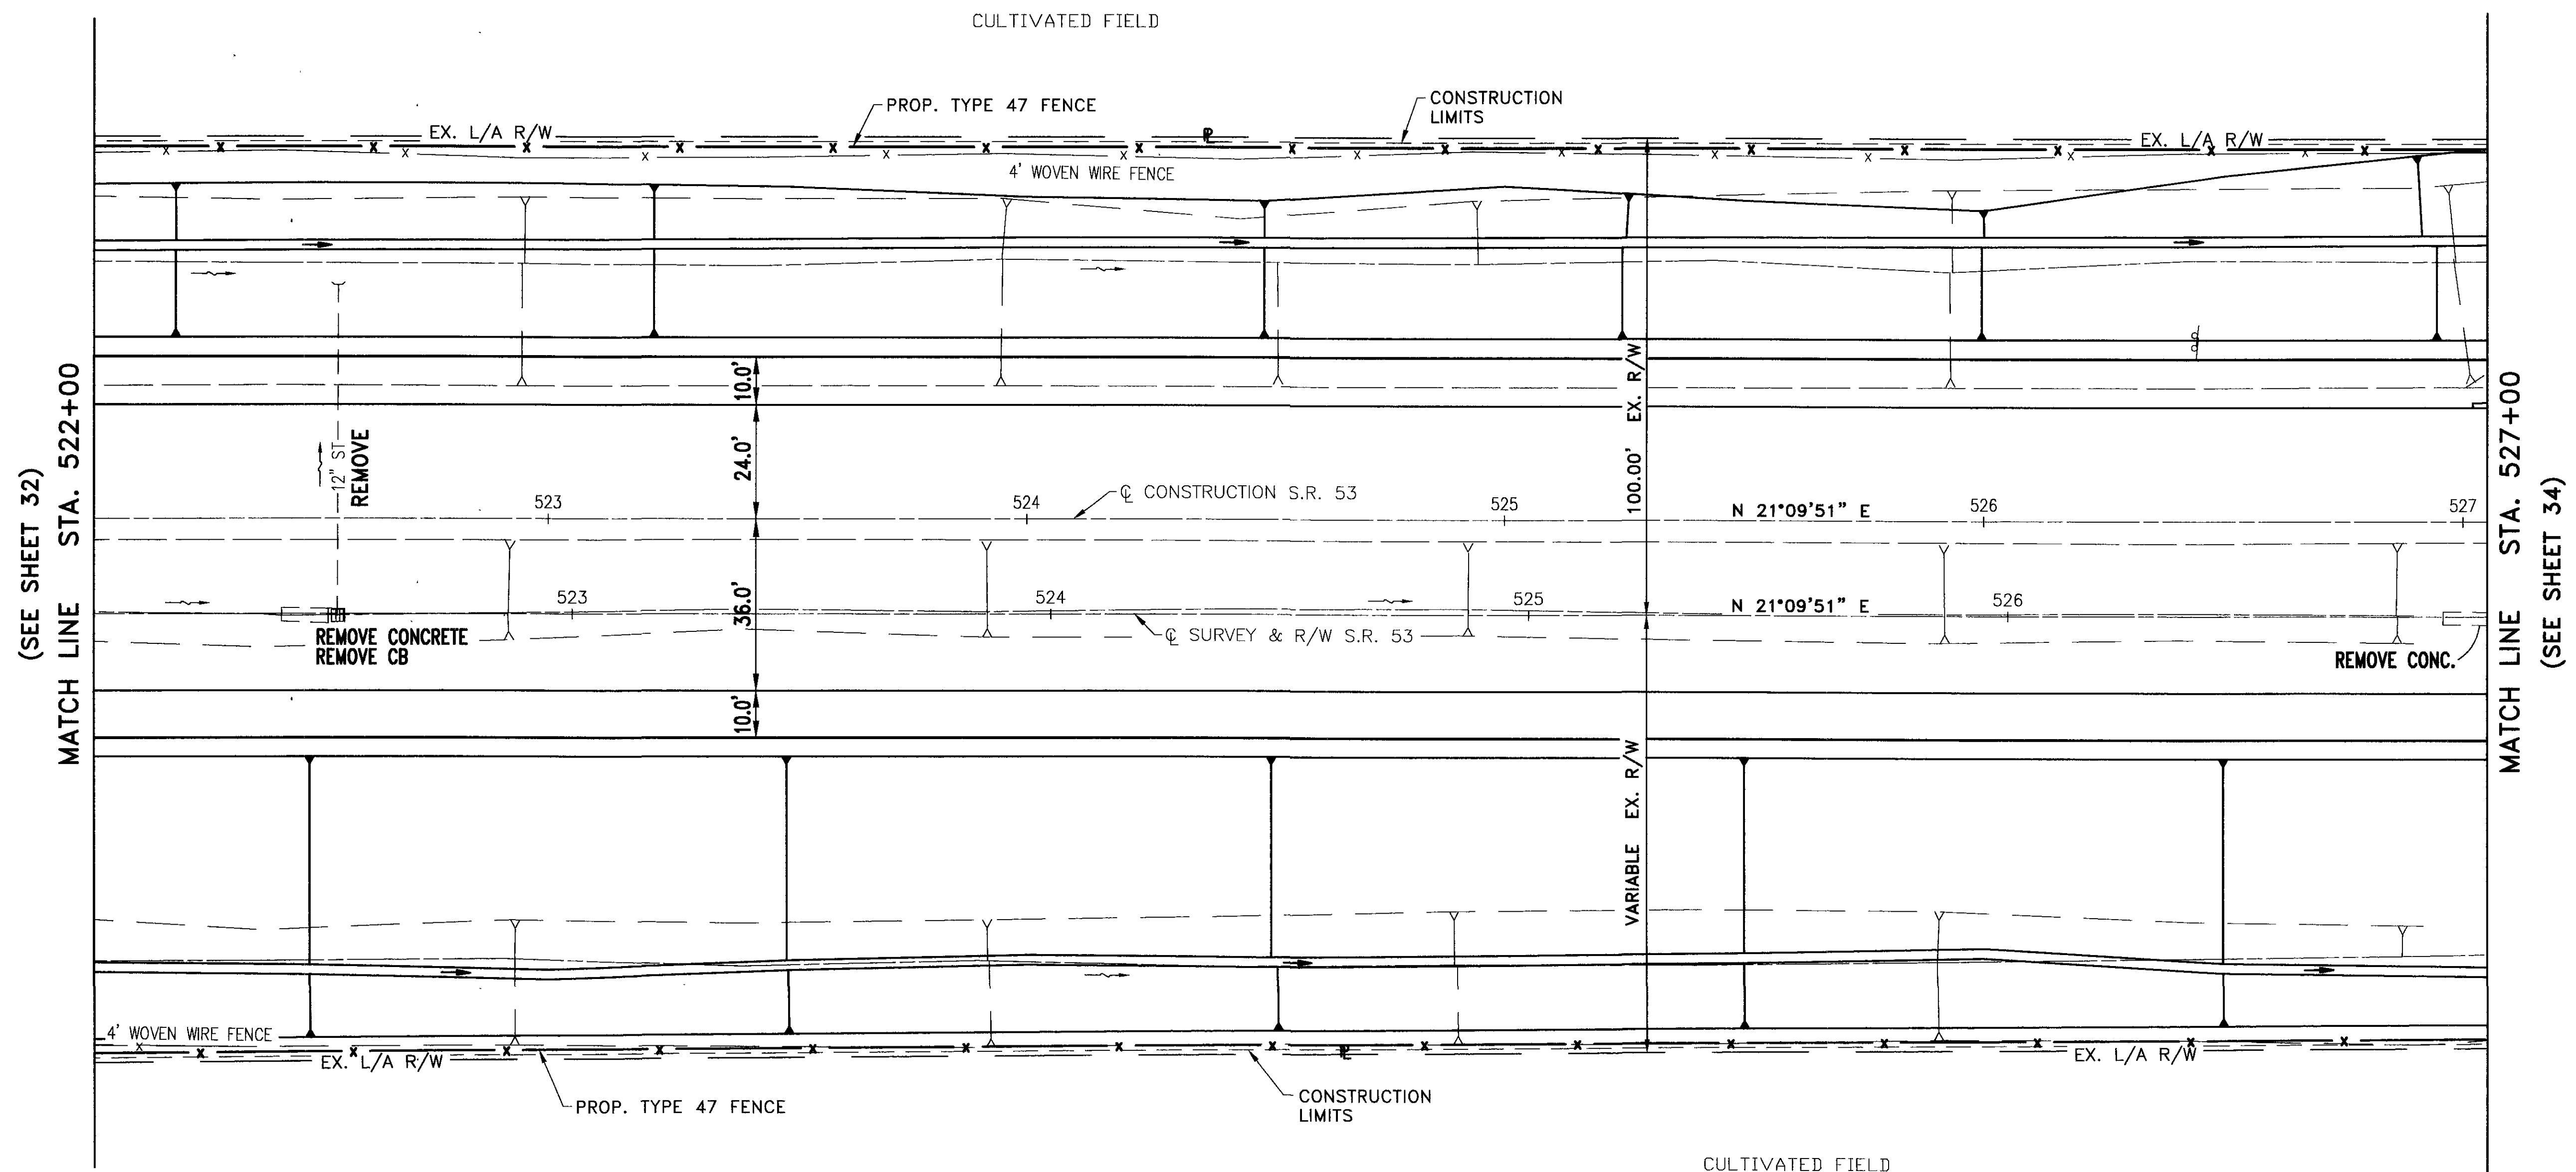 CULTIVATED FIELD
PROP. TYPE 47 FENCE
CONSTRUCTION
LIMITS
EX. L/A R/W
℄
EX. L/A R/W
4' WOVEN WIRE FENCE
(SEE SHEET 32)
MATCH LINE STA. 522+00
12" ST
REMOVE
10.0'
24.0'
36.0'
10.0'
100.00' EX. R/W
VARIABLE EX. R/W
℄ CONSTRUCTION S.R. 53
523
524
525
N 21°09'51" E
526
527
523
524
525
N 21°09'51" E
526
℄ SURVEY & R/W S.R. 53
REMOVE CONCRETE
REMOVE CB
REMOVE CONC.
MATCH LINE STA. 527+00
(SEE SHEET 34)
4' WOVEN WIRE FENCE
EX. L/A R/W
PROP. TYPE 47 FENCE
CONSTRUCTION
LIMITS
EX. L/A R/W
CULTIVATED FIELD